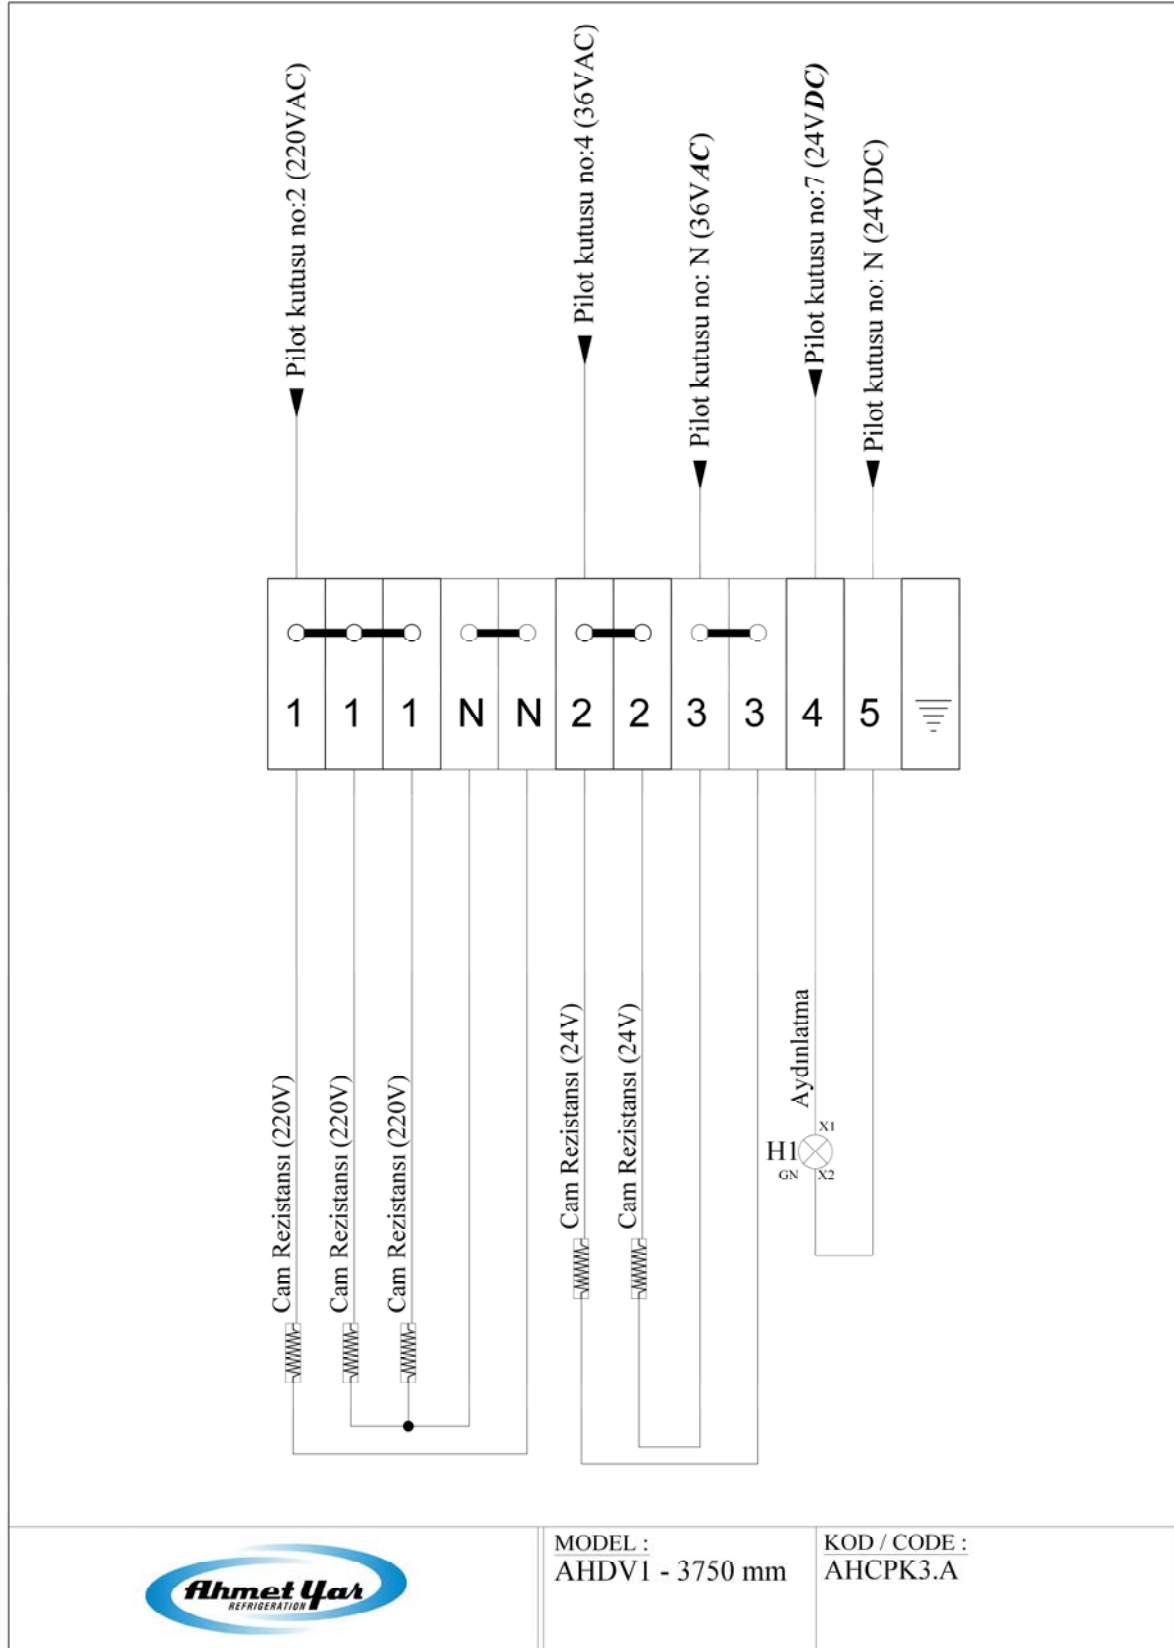 Pilot kutusu no:2 (220VAC)
Pilot kutusu no:4 (36VAC)
Pilot kutusu no: N (36VAC)
Pilot kutusu no:7 (24VDC)
Pilot kutusu no: N (24VDC)
1 1 1 N N 2 2 3 3 4 5
Cam Rezistansı (220V)
Cam Rezistansı (220V)
Cam Rezistansı (220V)
Cam Rezistansı (24V)
Cam Rezistansı (24V)
Aydınlatma
X1
H1
GN
X2
Ahmet Yar
REFRIGERATION
MODEL :
AHDV1 - 3750 mm
KOD / CODE :
AHCPK3.A